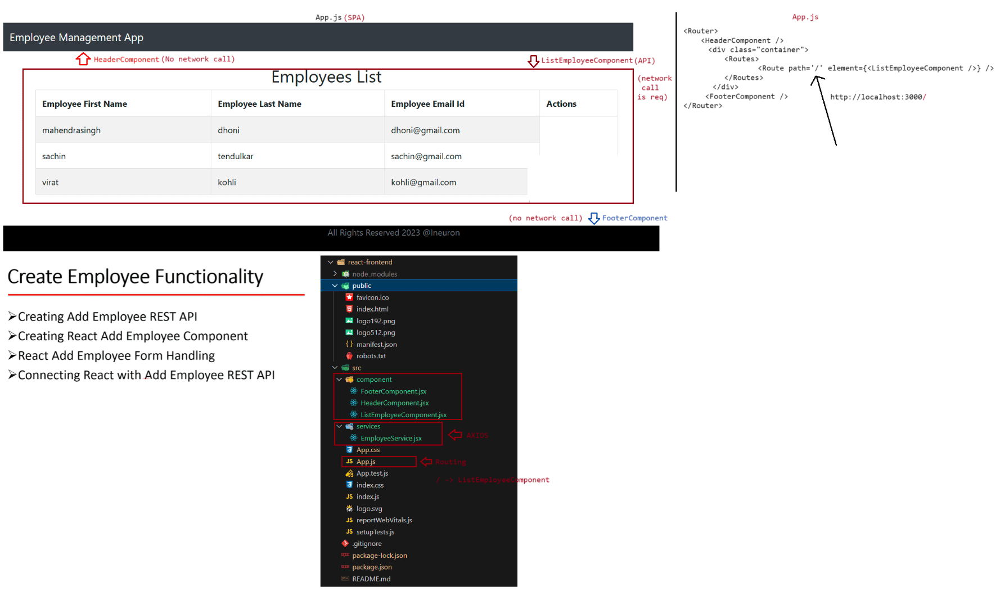 App.js (SPA)
Employee Management App
HeaderComponent (No network call)
ListEmployeeComponent (API)
(network
call
is req)
Employees List
Employee First Name Employee Last Name Employee Email Id Actions
mahendrasingh dhoni dhoni@gmail.com
sachin tendulkar sachin@gmail.com
virat kohli kohli@gmail.com
(no network call) FooterComponent
All Rights Reserved 2023 @Ineuron
App.js
<Router>
<HeaderComponent />
<div class="container">
<Routes>
<Route path='/' element={<ListEmployeeComponent />} />
</Routes>
</div>
<FooterComponent />
</Router>
http://localhost:3000/
Create Employee Functionality
➢Creating Add Employee REST API
➢Creating React Add Employee Component
➢React Add Employee Form Handling
➢Connecting React with Add Employee REST API
react-frontend
node_modules
public
favicon.ico
index.html
logo192.png
logo512.png
manifest.json
robots.txt
src
component
FooterComponent.jsx
HeaderComponent.jsx
ListEmployeeComponent.jsx
services
EmployeeService.jsx
AXIOS
App.css
JS App.js
Routing
App.test.js
/ -> ListEmployeeComponent
index.css
JS index.js
logo.svg
JS reportWebVitals.js
JS setupTests.js
.gitignore
package-lock.json
package.json
README.md